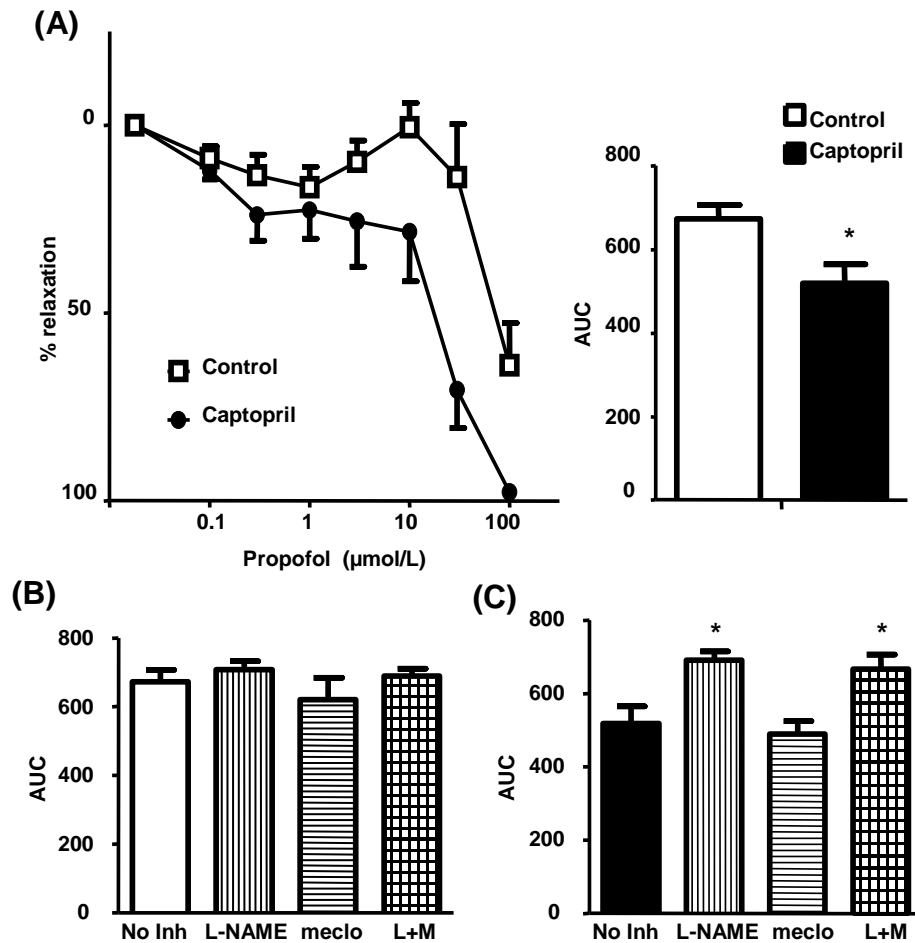 (A)
0
50
100
% relaxation
Control
Captopril
0.1
1
10
100
Propofol (µmol/L)
Control
Captopril
800
600
400
200
0
AUC
*
(B)
800
600
400
200
0
AUC
No Inh L-NAME meclo L+M
(C)
800
600
400
200
0
AUC
* *
No Inh L-NAME meclo L+M